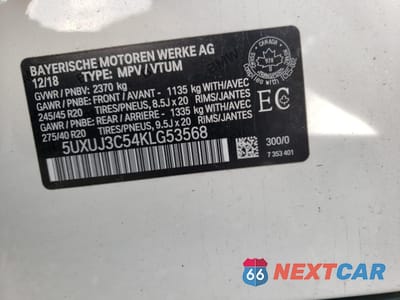 BAYERISCHE MOTOREN WERKE AG
12/18 TYPE: MPV / VTUM
GVWR / PNBV: 2370 kg
GAWR / PNBE: FRONT / AVANT - 1135 kg WITH/AVEC
245/45 R20 TIRES/PNEUS, 8.5J x 20 RIMS/JANTES
GAWR / PNBE: REAR / ARRIERE - 1335 kg WITH/AVEC
275/40 R20 TIRES/PNEUS, 9.5J x 20 RIMS/JANTES
EC
5UXUJ3C54KLG53568
300/0
7 353 401
66 NEXTCAR